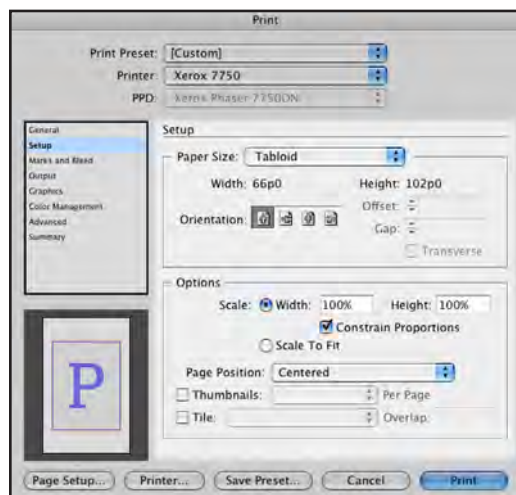 Print
Print Preset: [Custom]
Printer: Xerox 7750
PPD: Xerox Phaser 7750DN
General
Setup
Marks and Bleed
Output
Graphics
Color Management
Advanced
Summary
Setup
Paper Size: Tabloid
Width: 66p0 Height: 102p0
Orientation: Offset:
Gap:
Transverse
Options
Scale: Width: 100% Height: 100%
Constrain Proportions
Scale To Fit
Page Position: Centered
Thumbnails: Per Page
Tile: Overlap:
P
Page Setup... Printer... Save Preset... Cancel Print